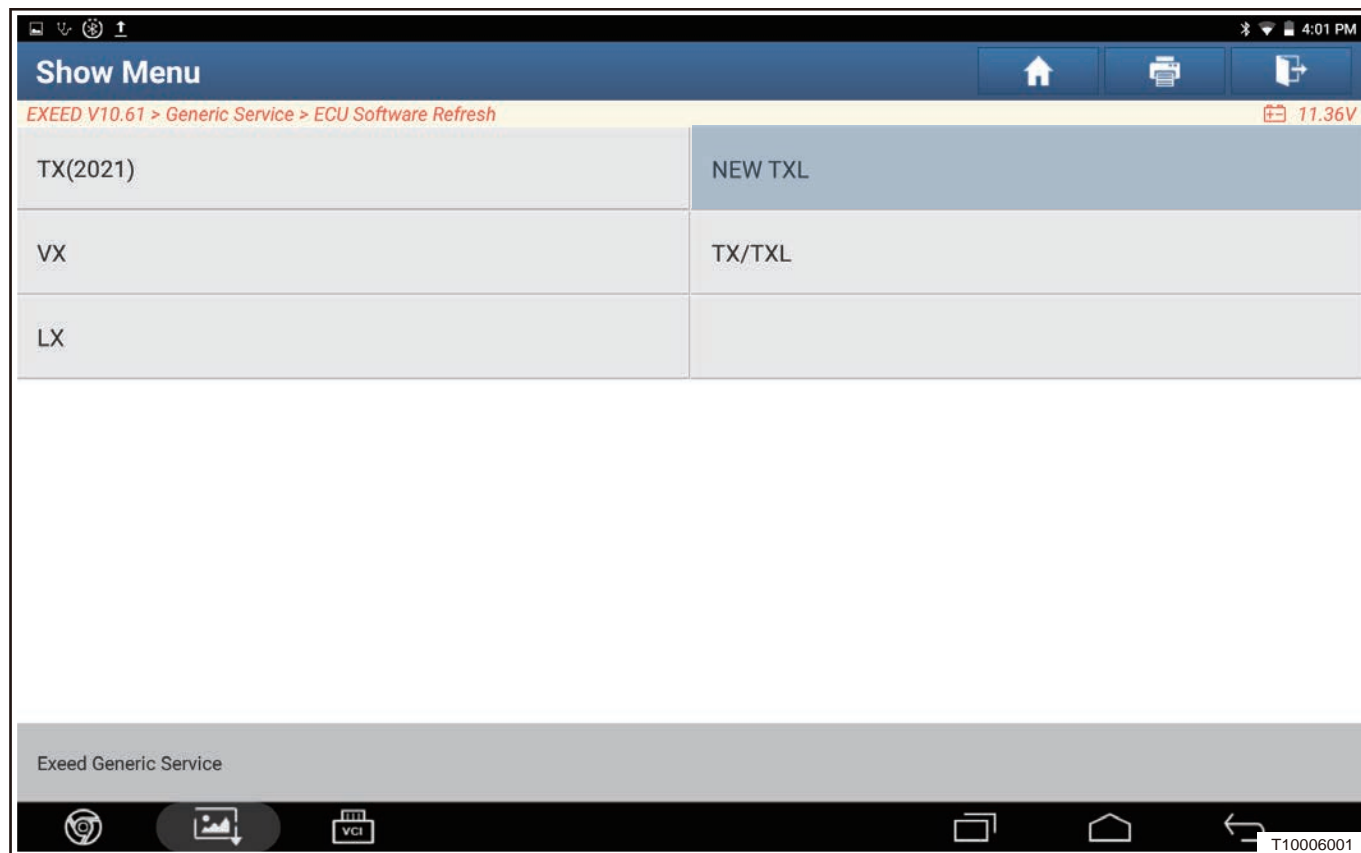 4:01 PM
Show Menu
EXEED V10.61 > Generic Service > ECU Software Refresh
11.36V
TX(2021)
NEW TXL
VX
TX/TXL
LX
Exeed Generic Service
VCI
T10006001